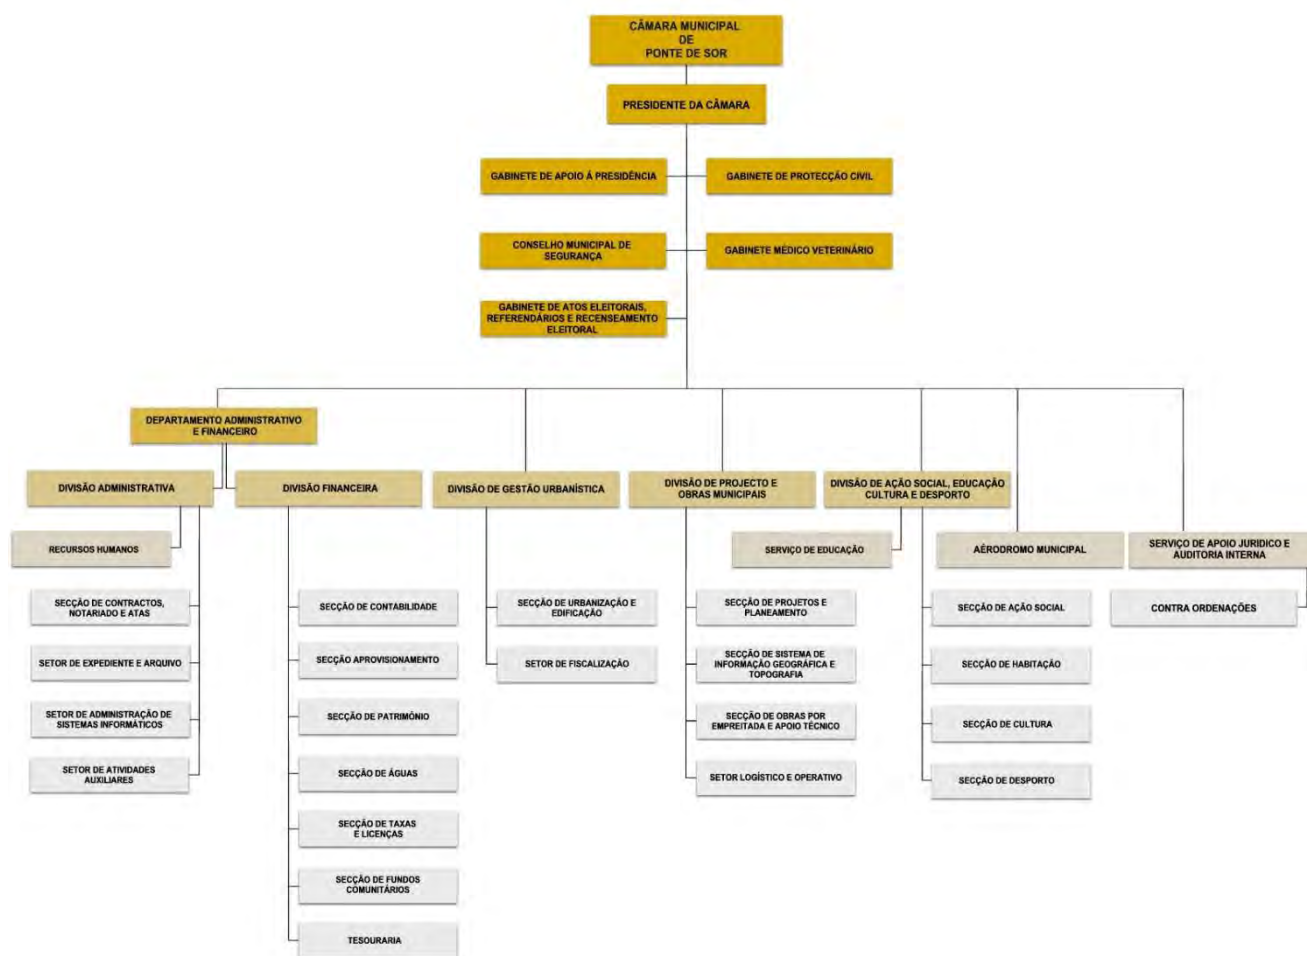 CÂMARA MUNICIPAL
DE
PONTE DE SOR
PRESIDENTE DA CÂMARA
GABINETE DE APOIO Á PRESIDÊNCIA
GABINETE DE PROTECÇÃO CIVIL
CONSELHO MUNICIPAL DE
SEGURANÇA
GABINETE MÉDICO VETERINÁRIO
GABINETE DE ATOS ELEITORAIS,
REFERENDÁRIOS E RECENSEAMENTO
ELEITORAL
DEPARTAMENTO ADMINISTRATIVO
E FINANCEIRO
DIVISÃO ADMINISTRATIVA
DIVISÃO FINANCEIRA
DIVISÃO DE GESTÃO URBANÍSTICA
DIVISÃO DE PROJECTO E
OBRAS MUNICIPAIS
DIVISÃO DE AÇÃO SOCIAL, EDUCAÇÃO
CULTURA E DESPORTO
RECURSOS HUMANOS
SERVIÇO DE EDUCAÇÃO
AÉRODROMO MUNICIPAL
SERVIÇO DE APOIO JURIDICO E
AUDITORIA INTERNA
SECÇÃO DE CONTRACTOS,
NOTARIADO E ATAS
SECÇÃO DE CONTABILIDADE
SECÇÃO DE URBANIZAÇÃO E
EDIFICAÇÃO
SECÇÃO DE PROJETOS E
PLANEAMENTO
SECÇÃO DE AÇÃO SOCIAL
CONTRA ORDENAÇÕES
SETOR DE EXPEDIENTE E ARQUIVO
SECÇÃO APROVISIONAMENTO
SETOR DE FISCALIZAÇÃO
SECÇÃO DE SISTEMA DE
INFORMAÇÃO GEOGRÁFICA E
TOPOGRAFIA
SECÇÃO DE HABITAÇÃO
SETOR DE ADMINISTRAÇÃO DE
SISTEMAS INFORMÁTICOS
SECÇÃO DE PATRIMÓNIO
SECÇÃO DE OBRAS POR
EMPREITADA E APOIO TÉCNICO
SECÇÃO DE CULTURA
SETOR DE ATIVIDADES
AUXILIARES
SECÇÃO DE ÁGUAS
SETOR LOGÍSTICO E OPERATIVO
SECÇÃO DE DESPORTO
SECÇÃO DE TAXAS
E LICENÇAS
SECÇÃO DE FUNDOS
COMUNITÁRIOS
TESOURARIA